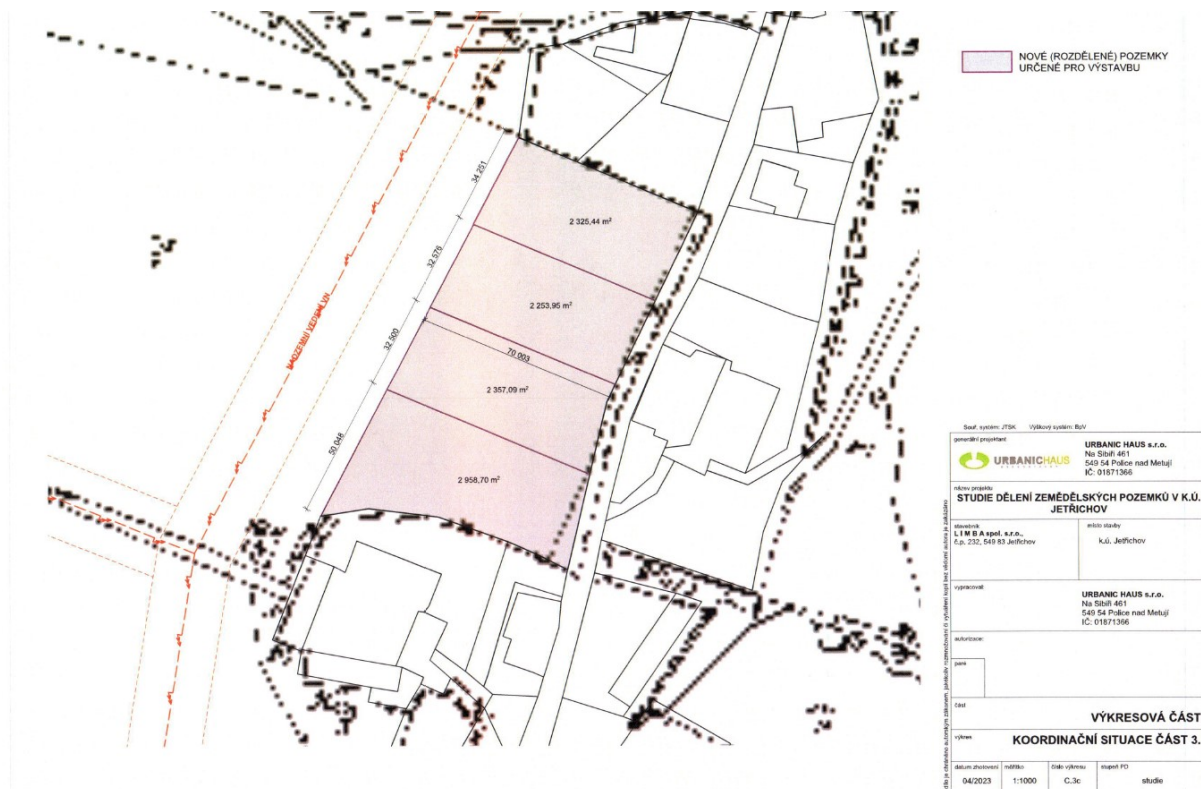 NOVÉ (ROZDĚLENÉ) POZEMKY
URČENÉ PRO VÝSTAVBU
34 251
2 325,44 m²
32 576
2 253,95 m²
NADZEMNÍ VEDENÍ VN
32 500
70 003
2 357,09 m²
50 048
2 958,70 m²
Souř. systém: JTSK Výškový systém: BpV
generální projektant
URBANICHAUS
URBANIC HAUS s.r.o.
Na Sibiři 461
549 54 Police nad Metují
IČ: 01871366
název projektu
STUDIE DĚLENÍ ZEMĚDĚLSKÝCH POZEMKŮ V K.Ú.
JETŘICHOV
stavebník
L I M B A spol. s.r.o.,
č.p. 232, 549 83 Jetřichov
místo stavby
k.ú. Jetřichov
vypracoval:
URBANIC HAUS s.r.o.
Na Sibiři 461
549 54 Police nad Metují
IČ: 01871366
autorizace:
paré
část
VÝKRESOVÁ ČÁST
výkres
KOORDINAČNÍ SITUACE ČÁST 3.
datum zhotovení
04/2023
měřítko
1:1000
číslo výkresu
C.3c
stupeň PD
studie